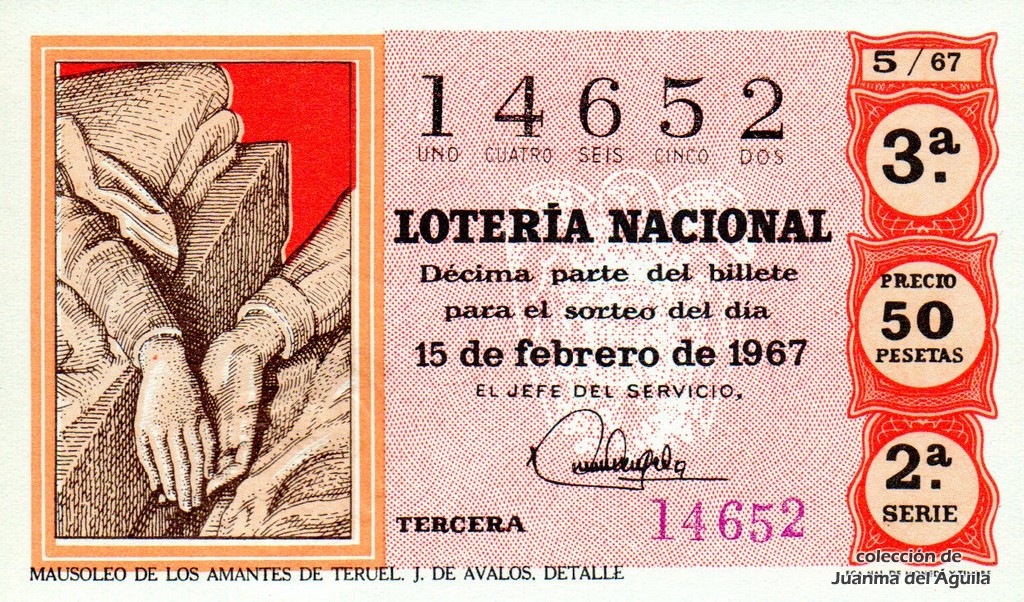 5 / 67
14652
UNO CUATRO SEIS CINCO DOS
3ª.
LOTERÍA NACIONAL
Décima parte del billete
para el sorteo del día
15 de febrero de 1967
EL JEFE DEL SERVICIO,
PRECIO
50
PESETAS
2ª.
SERIE
TERCERA
14652
MAUSOLEO DE LOS AMANTES DE TERUEL. J. DE AVALOS. DETALLE
colección de
Juanma del Águila